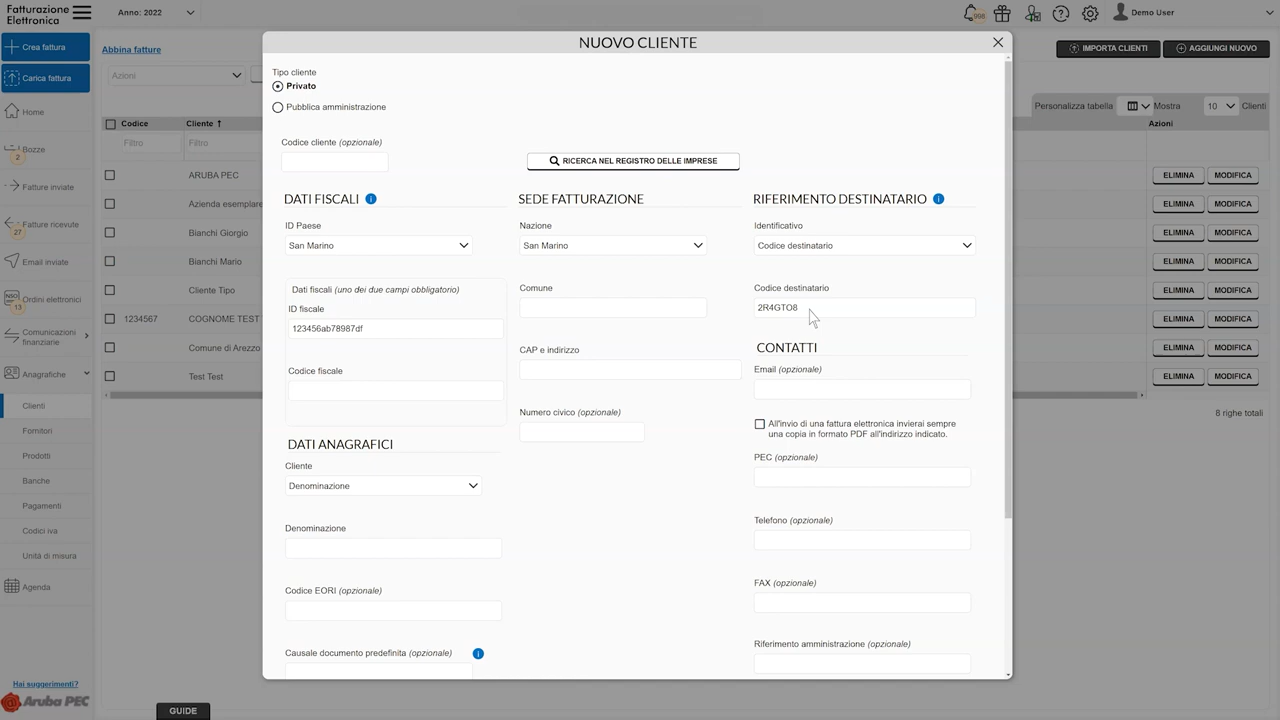 Fatturazione
Elettronica
Anno: 2022
998
Demo User
Crea fattura
Carica fattura
Home
Bozze
2
Fatture inviate
Fatture ricevute
27
Email inviate
Ordini elettronici
13
Comunicazioni
finanziarie
Anagrafiche
Clienti
Fornitori
Prodotti
Banche
Pagamenti
Codici iva
Unità di misura
Agenda
Hai suggerimenti?
Aruba PEC
GUIDE
Abbina fatture
Azioni
IMPORTA CLIENTI
AGGIUNGI NUOVO
Personalizza tabella
Mostra
10
Clienti
Codice
Cliente ↑
Azioni
Filtro
Filtro
ARUBA PEC
ELIMINA
MODIFICA
Azienda esemplare
ELIMINA
MODIFICA
Bianchi Giorgio
ELIMINA
MODIFICA
Bianchi Mario
ELIMINA
MODIFICA
Cliente Tipo
ELIMINA
MODIFICA
1234567
COGNOME TEST
ELIMINA
MODIFICA
Comune di Arezzo
ELIMINA
MODIFICA
Test Test
ELIMINA
MODIFICA
8 righe totali
NUOVO CLIENTE
Tipo cliente
Privato
Pubblica amministrazione
Codice cliente (opzionale)
RICERCA NEL REGISTRO DELLE IMPRESE
DATI FISCALI
ID Paese
San Marino
Dati fiscali (uno dei due campi obbligatorio)
ID fiscale
123456ab78987df
Codice fiscale
DATI ANAGRAFICI
Cliente
Denominazione
Denominazione
Codice EORI (opzionale)
Causale documento predefinita (opzionale)
SEDE FATTURAZIONE
Nazione
San Marino
Comune
CAP e indirizzo
Numero civico (opzionale)
RIFERIMENTO DESTINATARIO
Identificativo
Codice destinatario
Codice destinatario
2R4GTO8
CONTATTI
Email (opzionale)
All'invio di una fattura elettronica invierai sempre
una copia in formato PDF all'indirizzo indicato.
PEC (opzionale)
Telefono (opzionale)
FAX (opzionale)
Riferimento amministrazione (opzionale)